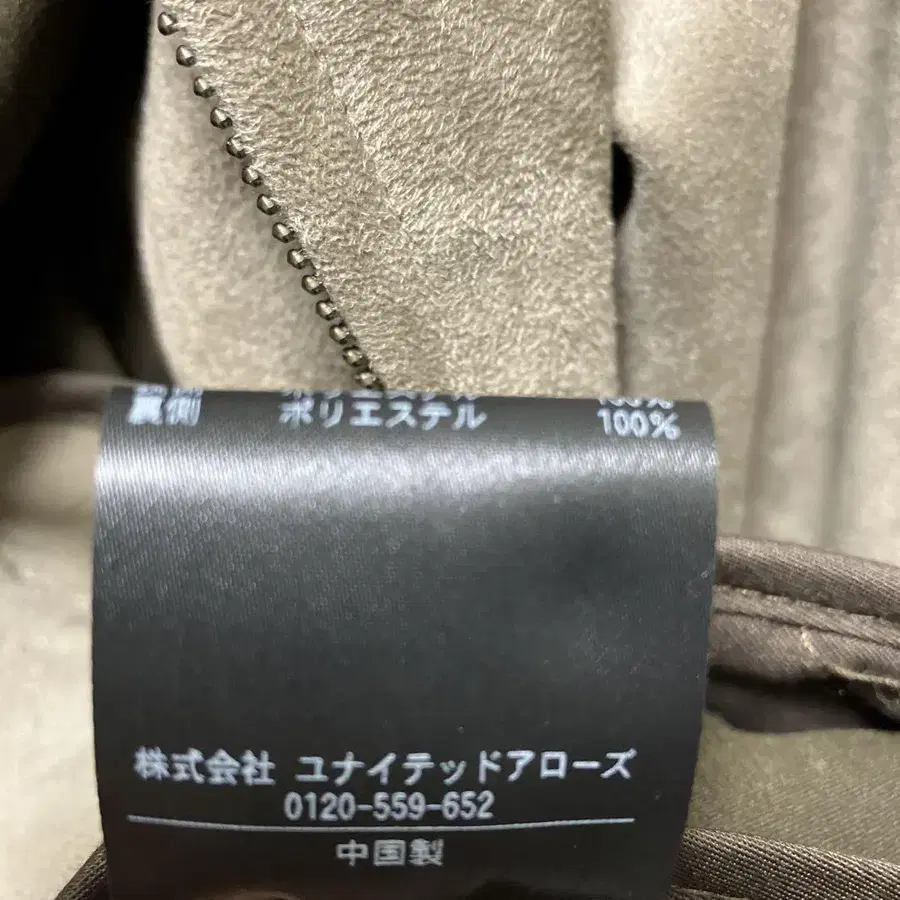 裏側 ポリエステル 100%
株式会社 ユナイテッドアローズ
0120-559-652
中国製